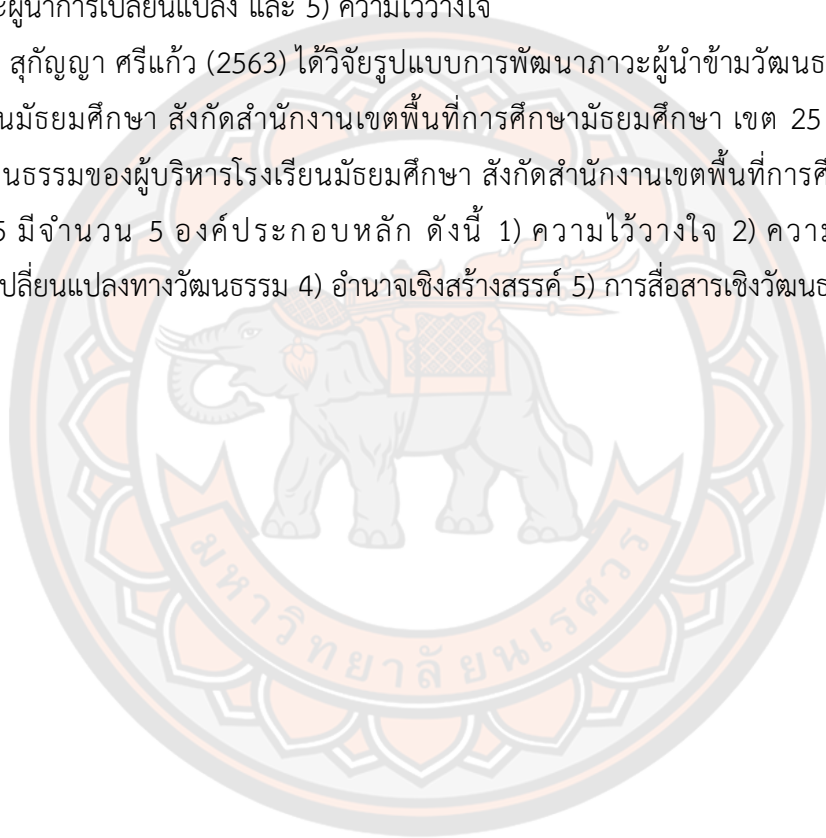 ะผู้นำการเปลี่ยนแปลง และ 5) ความไว้วางใจ
สุกัญญา ศรีแก้ว (2563) ได้วิจัยรูปแบบการพัฒนาภาวะผู้นำข้ามวัฒนธ
นมัธยมศึกษา สังกัดสำนักงานเขตพื้นที่การศึกษามัธยมศึกษา เขต 25
นธรรมของผู้บริหารโรงเรียนมัธยมศึกษา สังกัดสำนักงานเขตพื้นที่การศึ
5 มีจำนวน 5 องค์ประกอบหลัก ดังนี้ 1) ความไว้วางใจ 2) ความ
เปลี่ยนแปลงทางวัฒนธรรม 4) อำนาจเชิงสร้างสรรค์ 5) การสื่อสารเชิงวัฒนธ
มหาวิทยาลัยนเรศวร